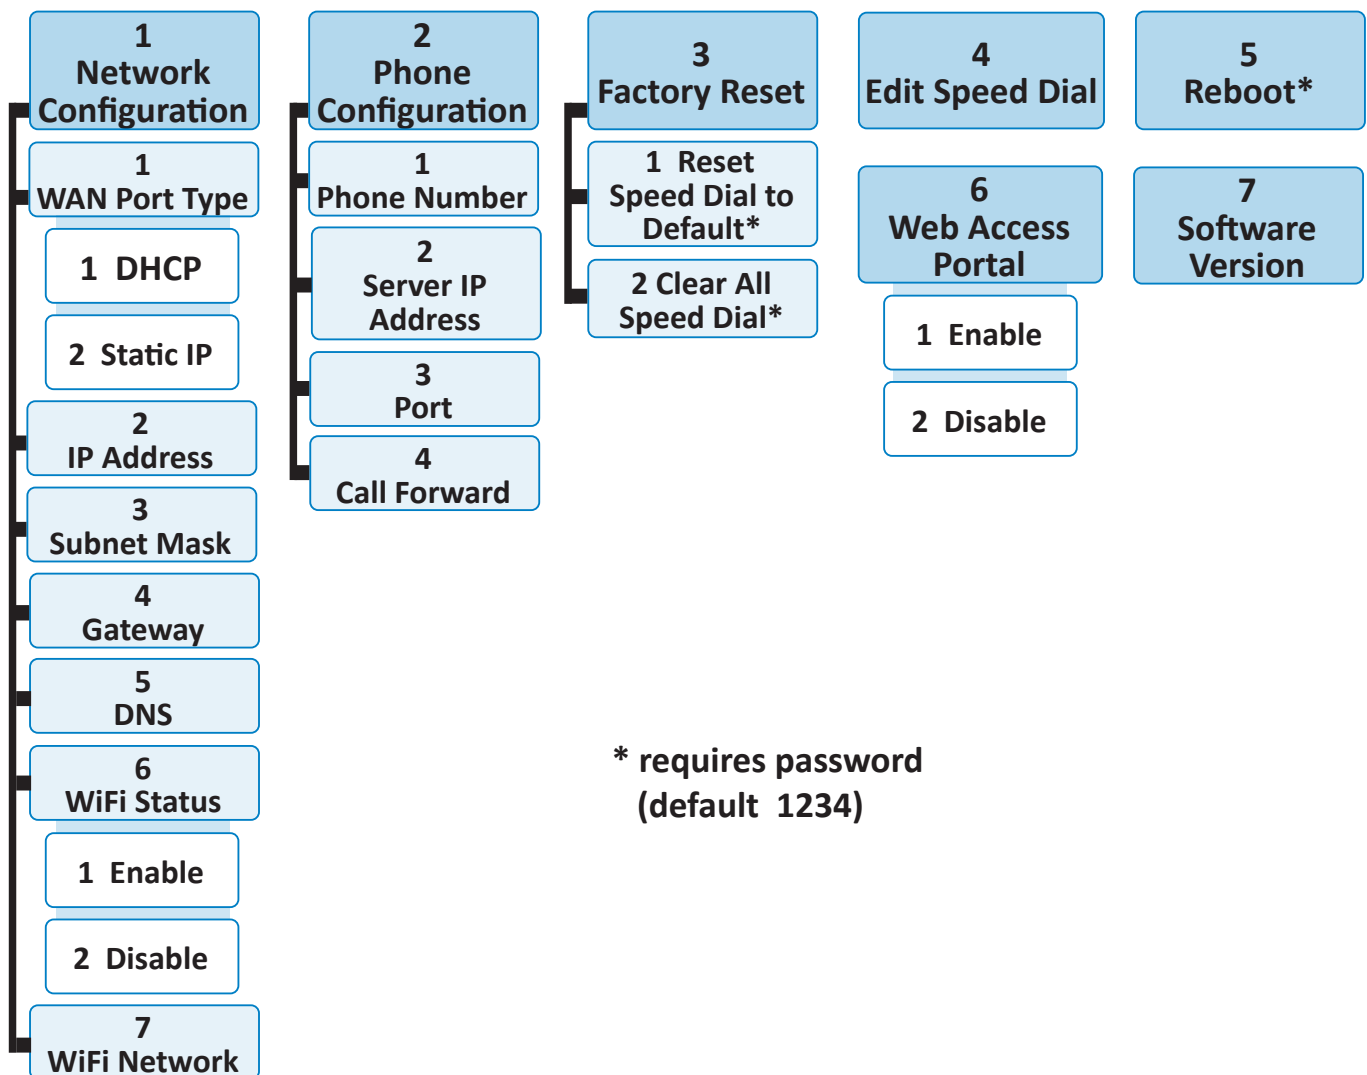 1
Network
Configuration
1
WAN Port Type
1 DHCP
2 Static IP
2
IP Address
3
Subnet Mask
4
Gateway
5
DNS
6
WiFi Status
1 Enable
2 Disable
7
WiFi Network
2
Phone
Configuration
1
Phone Number
2
Server IP
Address
3
Port
4
Call Forward
3
Factory Reset
1 Reset
Speed Dial to
Default*
2 Clear All
Speed Dial*
4
Edit Speed Dial
5
Reboot*
6
Web Access
Portal
1 Enable
2 Disable
7
Software
Version
* requires password
(default 1234)